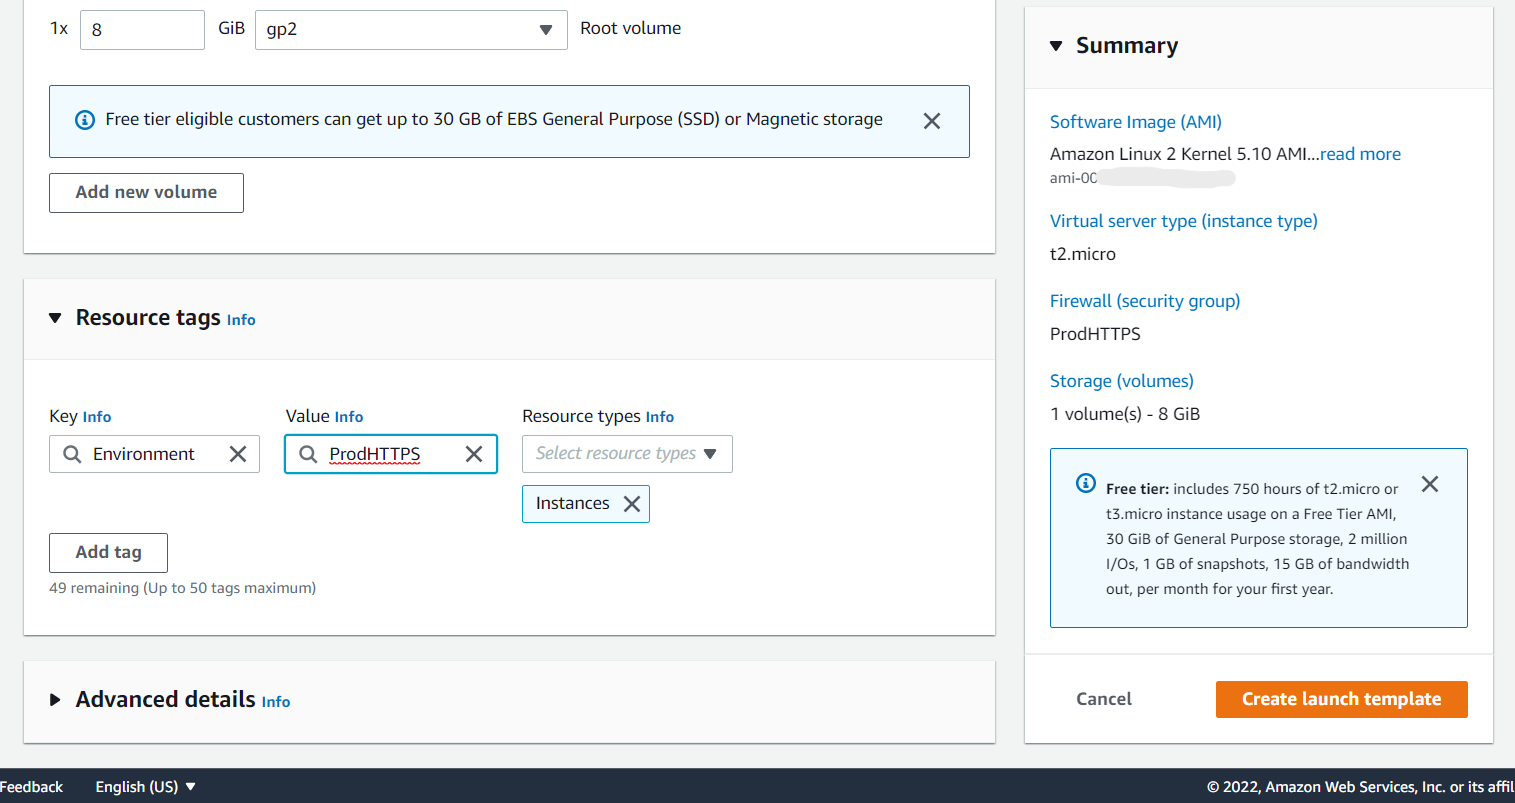 1x 8 GiB gp2 Root volume
Free tier eligible customers can get up to 30 GB of EBS General Purpose (SSD) or Magnetic storage
Add new volume
Resource tags Info
Key Info Value Info Resource types Info
Environment ProdHTTPS Select resource types
Instances
Add tag
49 remaining (Up to 50 tags maximum)
Advanced details Info
Summary
Software Image (AMI)
Amazon Linux 2 Kernel 5.10 AMI...read more
ami-00
Virtual server type (instance type)
t2.micro
Firewall (security group)
ProdHTTPS
Storage (volumes)
1 volume(s) - 8 GiB
Free tier: includes 750 hours of t2.micro or
t3.micro instance usage on a Free Tier AMI,
30 GiB of General Purpose storage, 2 million
I/Os, 1 GB of snapshots, 15 GB of bandwidth
out, per month for your first year.
Cancel Create launch template
Feedback English (US) © 2022, Amazon Web Services, Inc. or its affil